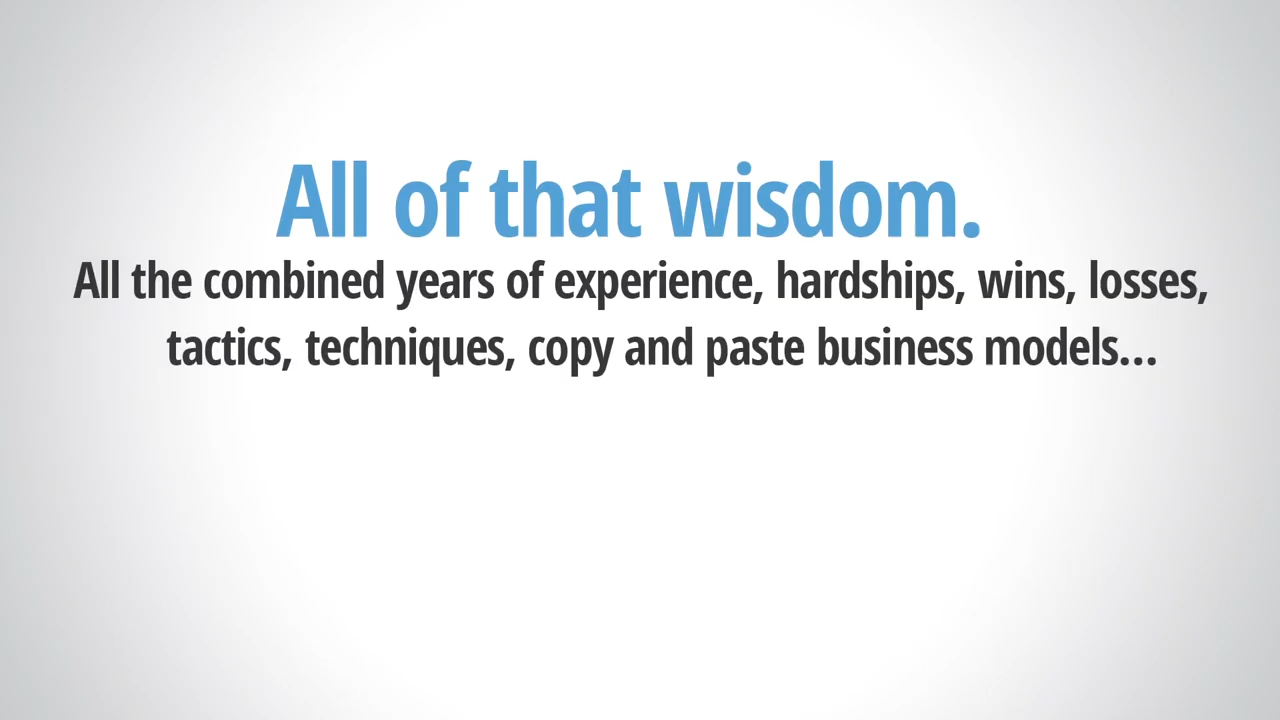 All of that wisdom.
All the combined years of experience, hardships, wins, losses,
tactics, techniques, copy and paste business models...